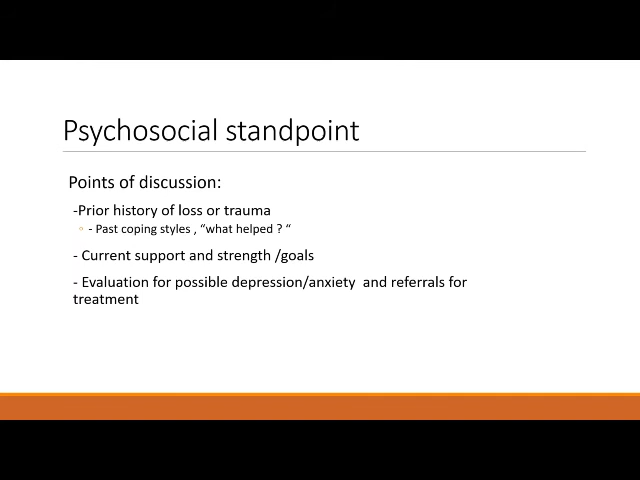 Psychosocial standpoint
Points of discussion:
-Prior history of loss or trauma
- Past coping styles , “what helped ? “
- Current support and strength /goals
- Evaluation for possible depression/anxiety  and referrals for
treatment